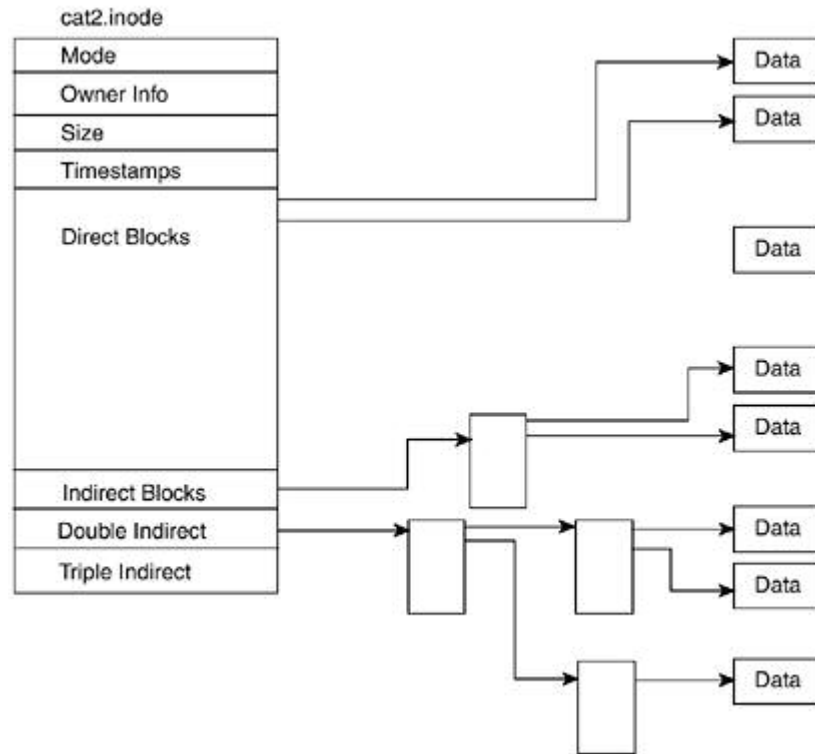 cat2.inode
Mode
Owner Info
Size
Timestamps
Direct Blocks
Indirect Blocks
Double Indirect
Triple Indirect
Data
Data
Data
Data
Data
Data
Data
Data